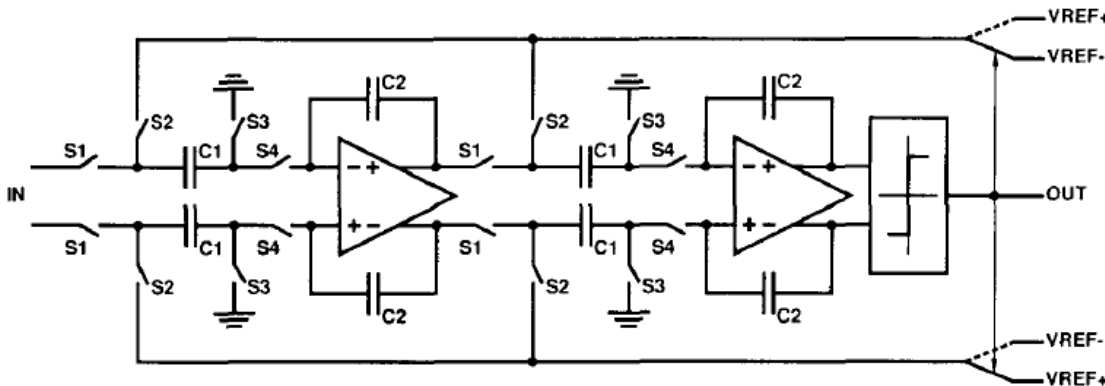 VREF+
VREF-
C2 C2
S2 S3 S2 S3
S1 C1 S4 - + S1 C1 S4 - +
IN OUT
S1 C1 S4 + - S1 C1 S4 + -
S2 S3 S2 S3
C2 C2
VREF-
VREF+